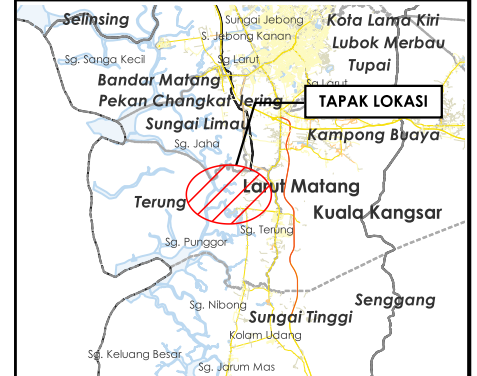 Selinsing
Sungai Jebong
Kota Lama Kiri
S. Jebong Kanan
Lubok Merbau
Sg. Sanga Kecil
Sg Larut
Tupai
Bandar Matang
Sg Larut
Pekan Changkat Jering
TAPAK LOKASI
Sungai Limau
Kampong Buaya
Sg. Jaha
Larut Matang
Terung
Kuala Kangsar
Sg. Terung
Sg. Punggor
Sg. Nibong
Senggang
Sungai Tinggi
Kolam Udang
Sg. Keluang Besar
Sg. Jarum Mas